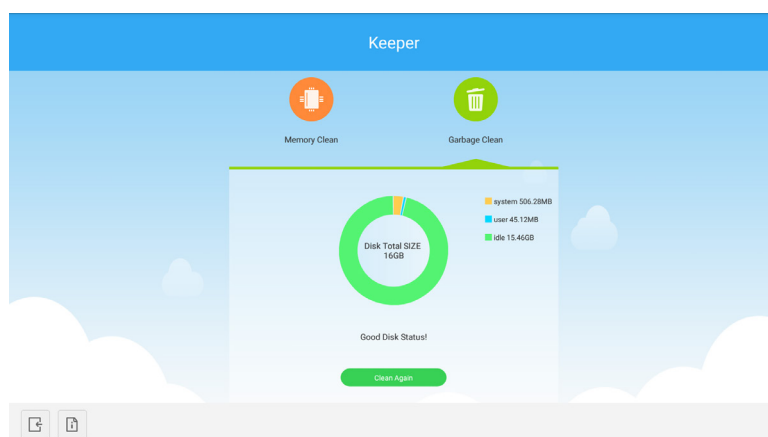 Keeper
Memory Clean
Garbage Clean
system 506.28MB
user 45.12MB
idle 15.46GB
Disk Total SIZE
16GB
Good Disk Status!
Clean Again